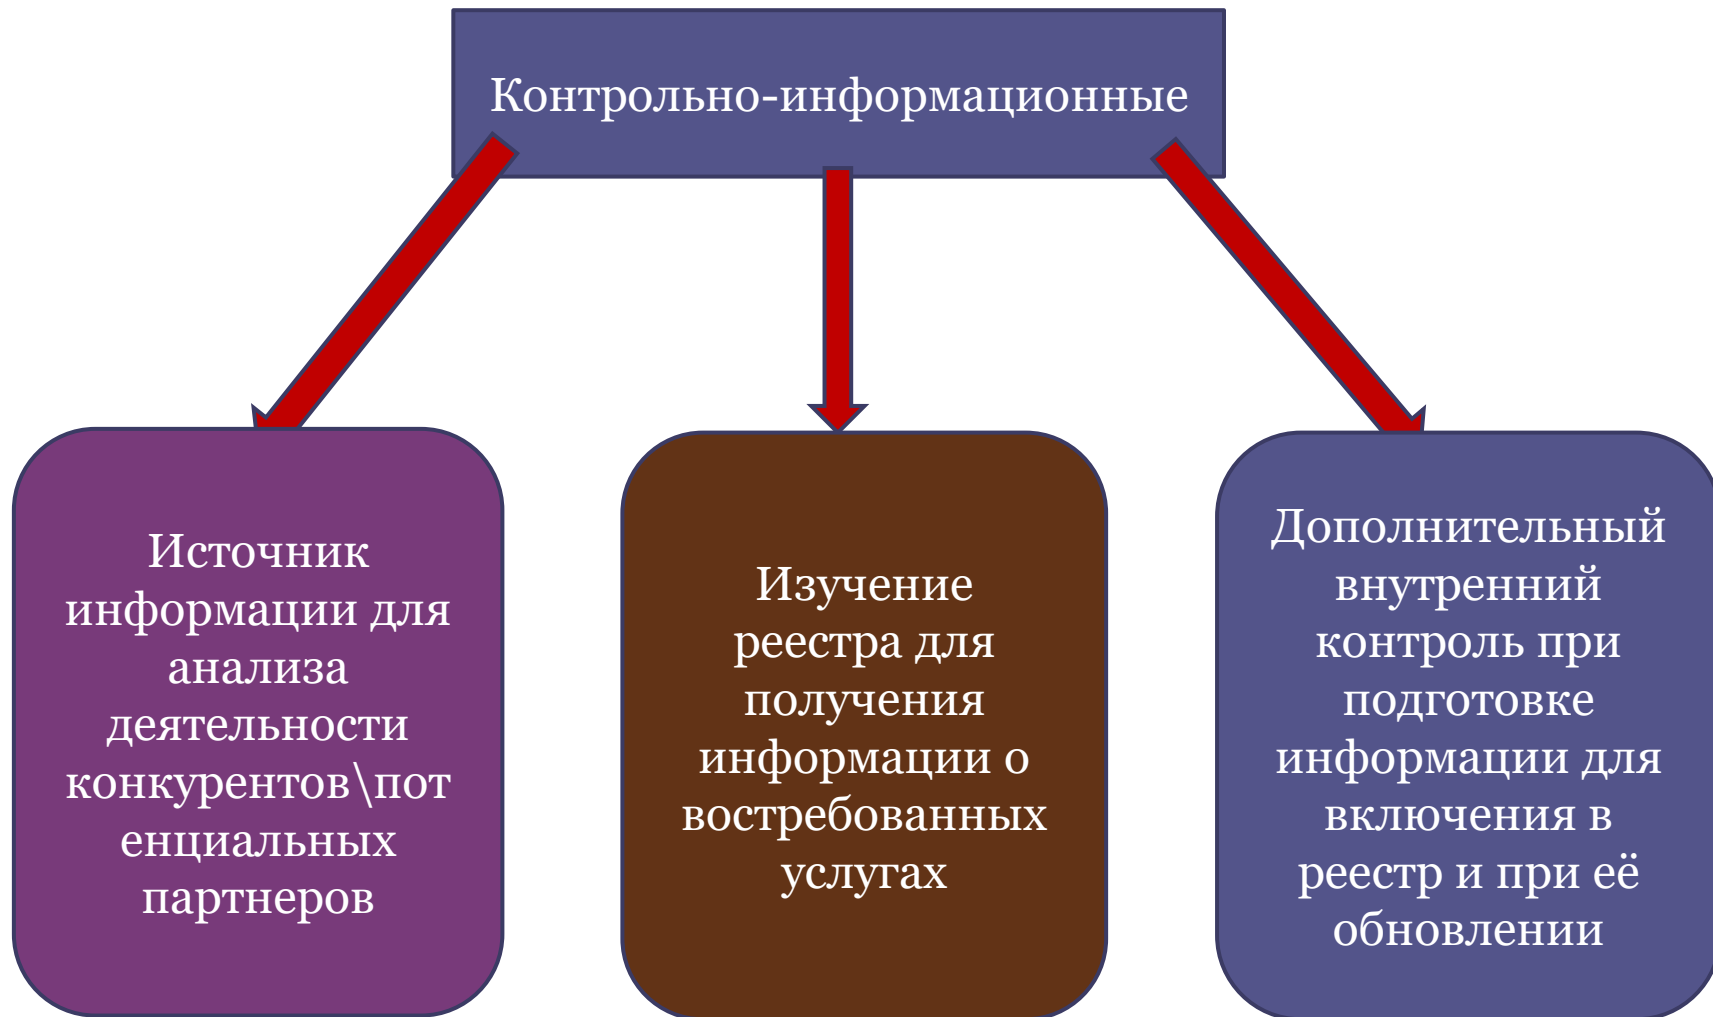 Контрольно-информационные
Источник
информации для
анализа
деятельности
конкурентов\пот
енциальных
партнеров
Изучение
реестра для
получения
информации о
востребованных
услугах
Дополнительный
внутренний
контроль при
подготовке
информации для
включения в
реестр и при её
обновлении